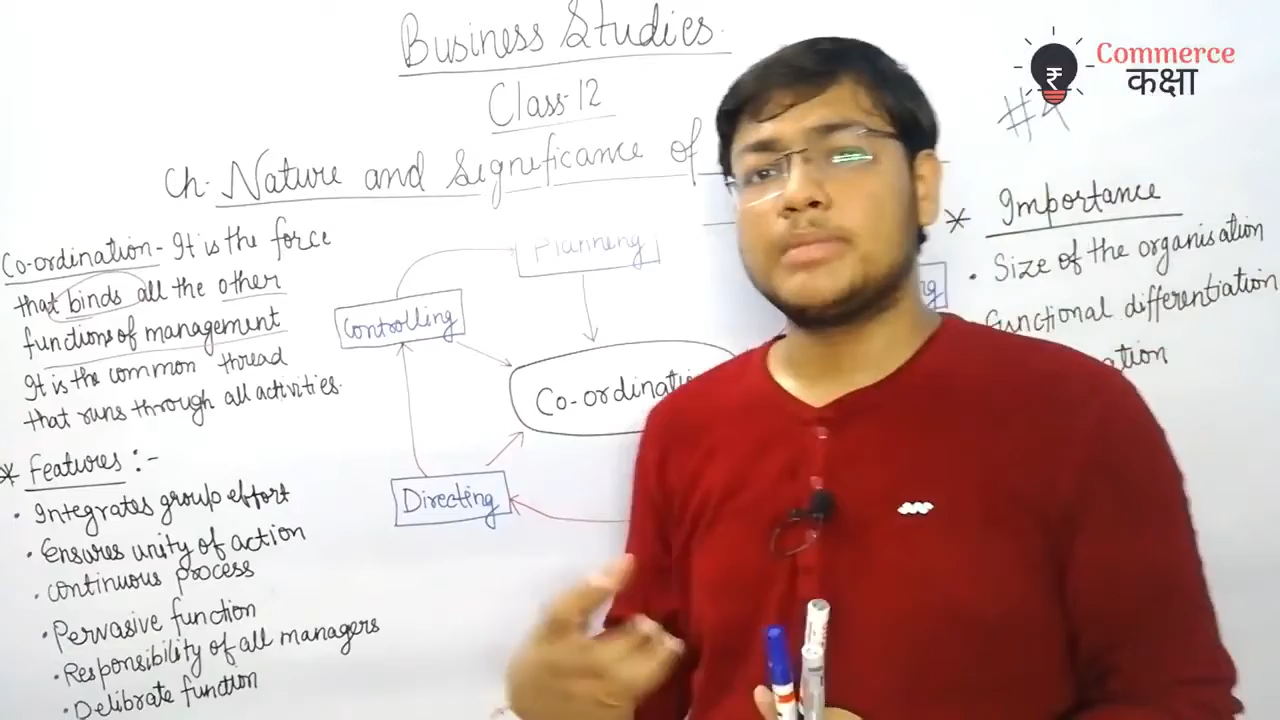 Business Studies
Class-12
Ch. Nature and Significance of
Commerce
कक्षा
₹
#4
Co-ordination - It is the force
that binds all the other
functions of management
It is the common thread
that runs through all activities.
* Features :-
• Integrates group effort
• Ensures unity of action
• continuous process
• Pervasive function
• Responsibility of all managers
• Delibrate function
Planning
Controlling
Co-ordinati
Directing
* Importance
• Size of the organisation
functional differentiation